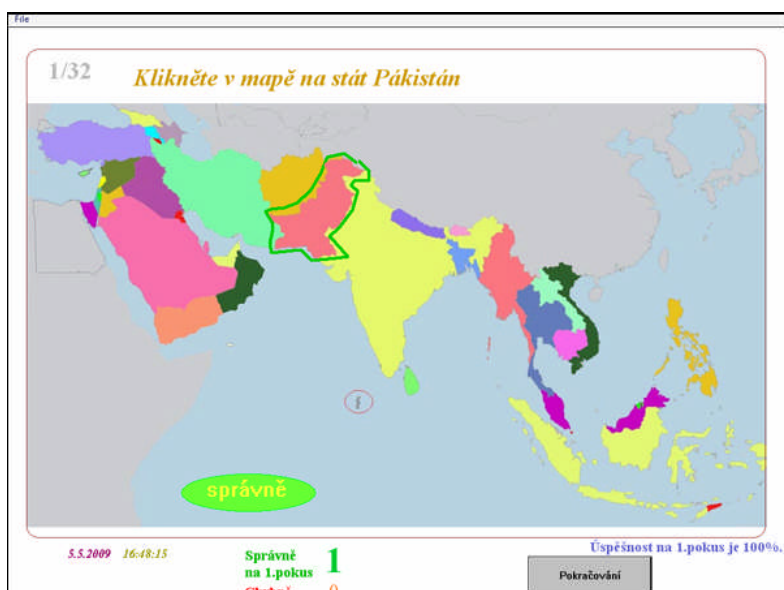 File
1/32 Klikněte v mapě na stát Pákistán
správně
5.5.2009 16:48:15
Správně
na 1.pokus 1
Úspěšnost na 1.pokus je 100%.
Pokračování